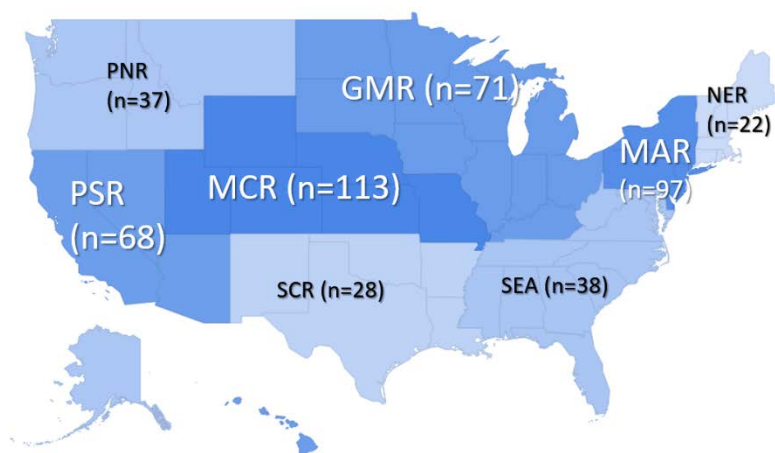 PNR
(n=37)
GMR (n=71)
NER
(n=22)
MAR
(n=97)
PSR
(n=68)
MCR (n=113)
SCR (n=28)
SEA (n=38)